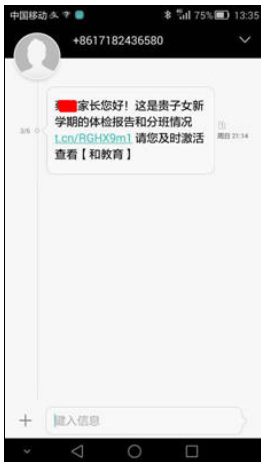 中国移动
75% 13:35
+8617182436580
家长您好！这是贵子女新
学期的体检报告和分班情况
t.cn/RGHX9m1 请您及时激活
查看【和教育】
3/6
周日 21:14
键入信息